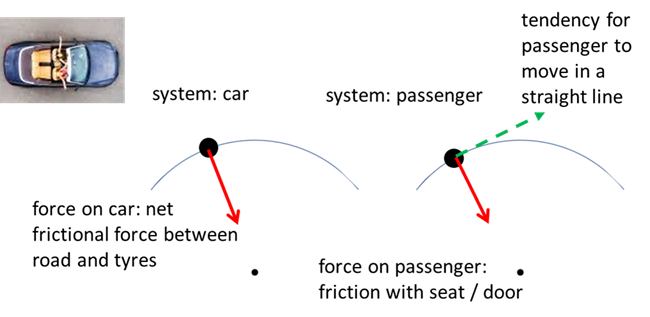 system: car
system: passenger
tendency for
passenger to
move in a
straight line
force on car: net
frictional force between
road and tyres
force on passenger:
friction with seat / door